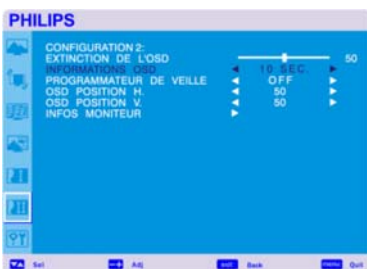 PHILIPS
CONFIGURATION 2:
EXTINCTION DE L'OSD 50
INFORMATIONS OSD 10 SEC.
PROGRAMMATEUR DE VEILLE OFF
OSD POSITION H. 50
OSD POSITION V. 50
INFOS MONITEUR
Sel Adj exit Back menu Quit